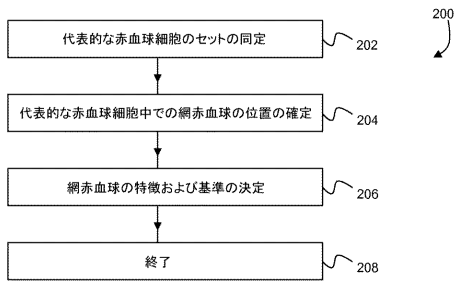 200
代表的な赤血球細胞のセットの同定
202
代表的な赤血球細胞中での網赤血球の位置の確定
204
網赤血球の特徴および基準の決定
206
終了
208